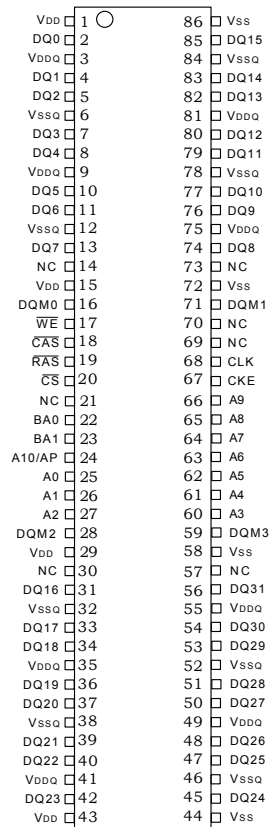 VDD 1 86 VSS
DQ0 2 85 DQ15
VDDQ 3 84 VSSQ
DQ1 4 83 DQ14
DQ2 5 82 DQ13
VSSQ 6 81 VDDQ
DQ3 7 80 DQ12
DQ4 8 79 DQ11
VDDQ 9 78 VSSQ
DQ5 10 77 DQ10
DQ6 11 76 DQ9
VSSQ 12 75 VDDQ
DQ7 13 74 DQ8
NC 14 73 NC
VDD 15 72 VSS
DQM0 16 71 DQM1
W̅E̅ 17 70 NC
C̅A̅S̅ 18 69 NC
R̅A̅S̅ 19 68 CLK
C̅S̅ 20 67 CKE
NC 21 66 A9
BA0 22 65 A8
BA1 23 64 A7
A10/AP 24 63 A6
A0 25 62 A5
A1 26 61 A4
A2 27 60 A3
DQM2 28 59 DQM3
VDD 29 58 VSS
NC 30 57 NC
DQ16 31 56 DQ31
VSSQ 32 55 VDDQ
DQ17 33 54 DQ30
DQ18 34 53 DQ29
VDDQ 35 52 VSSQ
DQ19 36 51 DQ28
DQ20 37 50 DQ27
VSSQ 38 49 VDDQ
DQ21 39 48 DQ26
DQ22 40 47 DQ25
VDDQ 41 46 VSSQ
DQ23 42 45 DQ24
VDD 43 44 VSS